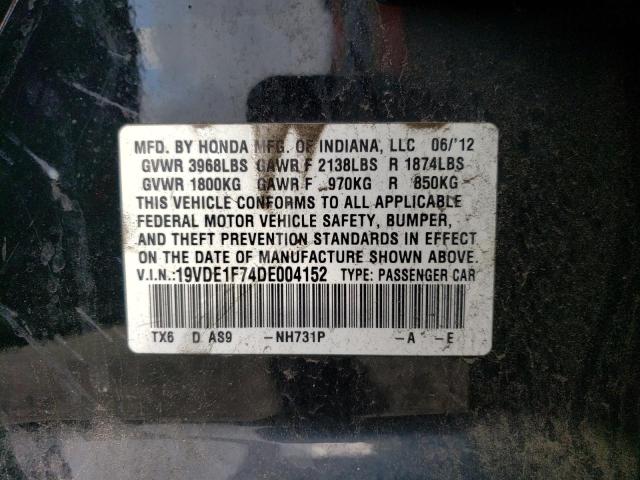 MFD. BY HONDA MFG. OF INDIANA, LLC 06/'12
GVWR 3968LBS GAWR F 2138LBS R 1874LBS
GVWR 1800KG GAWR F 970KG R 850KG
THIS VEHICLE CONFORMS TO ALL APPLICABLE
FEDERAL MOTOR VEHICLE SAFETY, BUMPER,
AND THEFT PREVENTION STANDARDS IN EFFECT
ON THE DATE OF MANUFACTURE SHOWN ABOVE.
V.I.N.:19VDE1F74DE004152 TYPE: PASSENGER CAR
TX6 D AS9 -NH731P -A -E